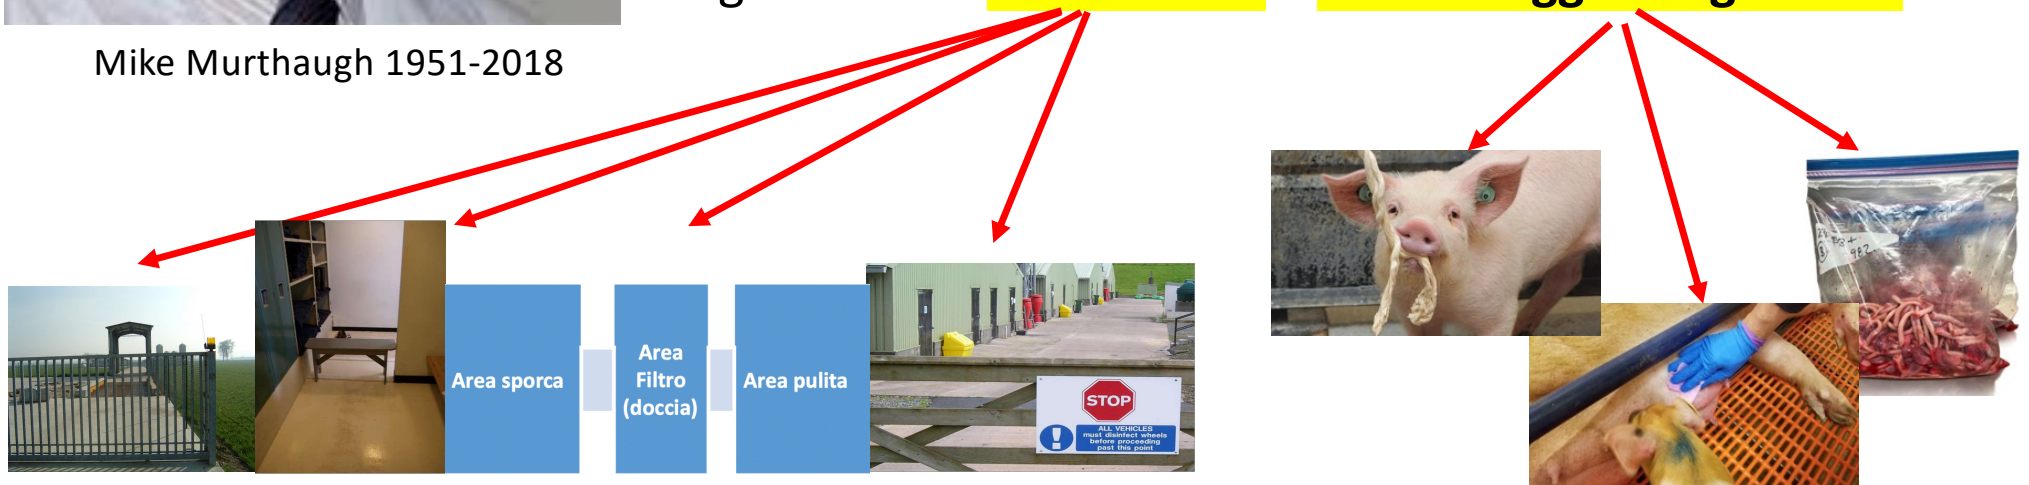 Mike Murthaugh 1951-2018
Area sporca
Area
Filtro
(doccia)
Area pulita
STOP
ALL VEHICLES
must disinfect wheels
before proceeding
past this point